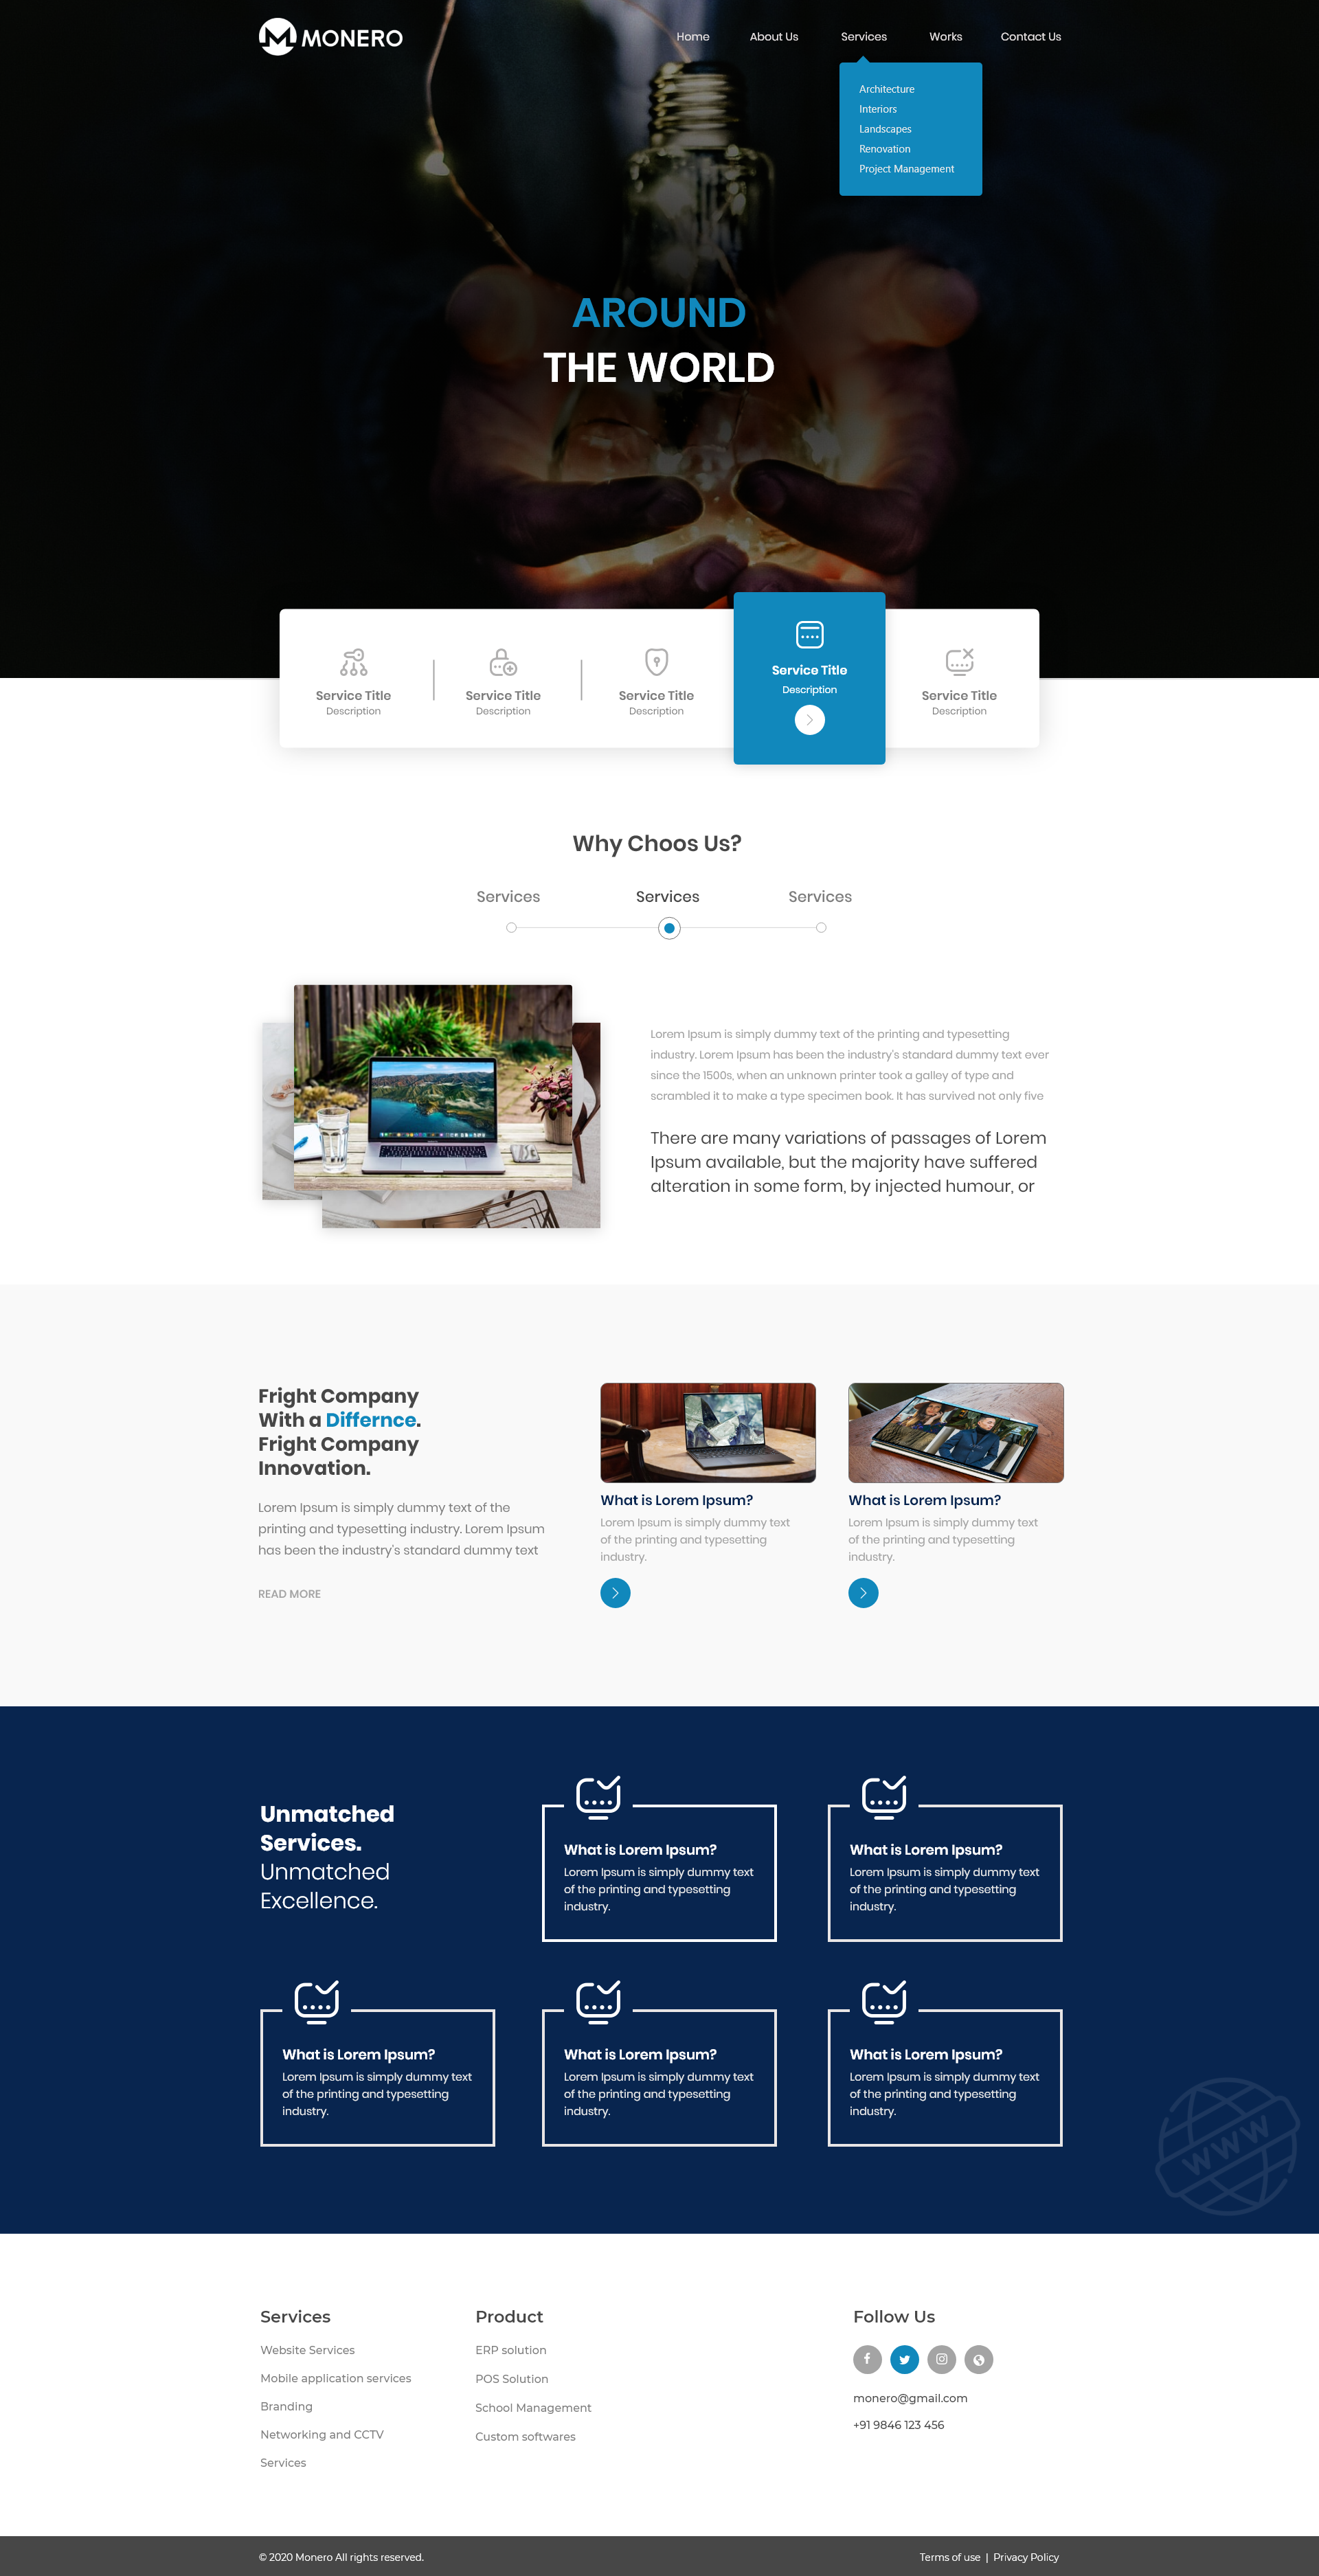 MONERO
Home About Us Services Works Contact Us
Architecture
Interiors
Landscapes
Renovation
Project Management
AROUND
THE WORLD
Service Title
Description
Service Title
Description
Service Title
Description
Service Title
Description
Service Title
Description
Why Choos Us?
Services Services Services
Lorem Ipsum is simply dummy text of the printing and typesetting
industry. Lorem Ipsum has been the industry's standard dummy text ever
since the 1500s, when an unknown printer took a galley of type and
scrambled it to make a type specimen book. It has survived not only five
There are many variations of passages of Lorem
Ipsum available, but the majority have suffered
alteration in some form, by injected humour, or
Fright Company
With a Differnce.
Fright Company
Innovation.
Lorem Ipsum is simply dummy text of the
printing and typesetting industry. Lorem Ipsum
has been the industry's standard dummy text
READ MORE
What is Lorem Ipsum?
Lorem Ipsum is simply dummy text
of the printing and typesetting
industry.
What is Lorem Ipsum?
Lorem Ipsum is simply dummy text
of the printing and typesetting
industry.
Unmatched
Services.
Unmatched
Excellence.
What is Lorem Ipsum?
Lorem Ipsum is simply dummy text
of the printing and typesetting
industry.
What is Lorem Ipsum?
Lorem Ipsum is simply dummy text
of the printing and typesetting
industry.
What is Lorem Ipsum?
Lorem Ipsum is simply dummy text
of the printing and typesetting
industry.
What is Lorem Ipsum?
Lorem Ipsum is simply dummy text
of the printing and typesetting
industry.
What is Lorem Ipsum?
Lorem Ipsum is simply dummy text
of the printing and typesetting
industry.
WWW
Services
Website Services
Mobile application services
Branding
Networking and CCTV
Services
Product
ERP solution
POS Solution
School Management
Custom softwares
Follow Us
monero@gmail.com
+91 9846 123 456
© 2020 Monero All rights reserved.
Terms of use | Privacy Policy